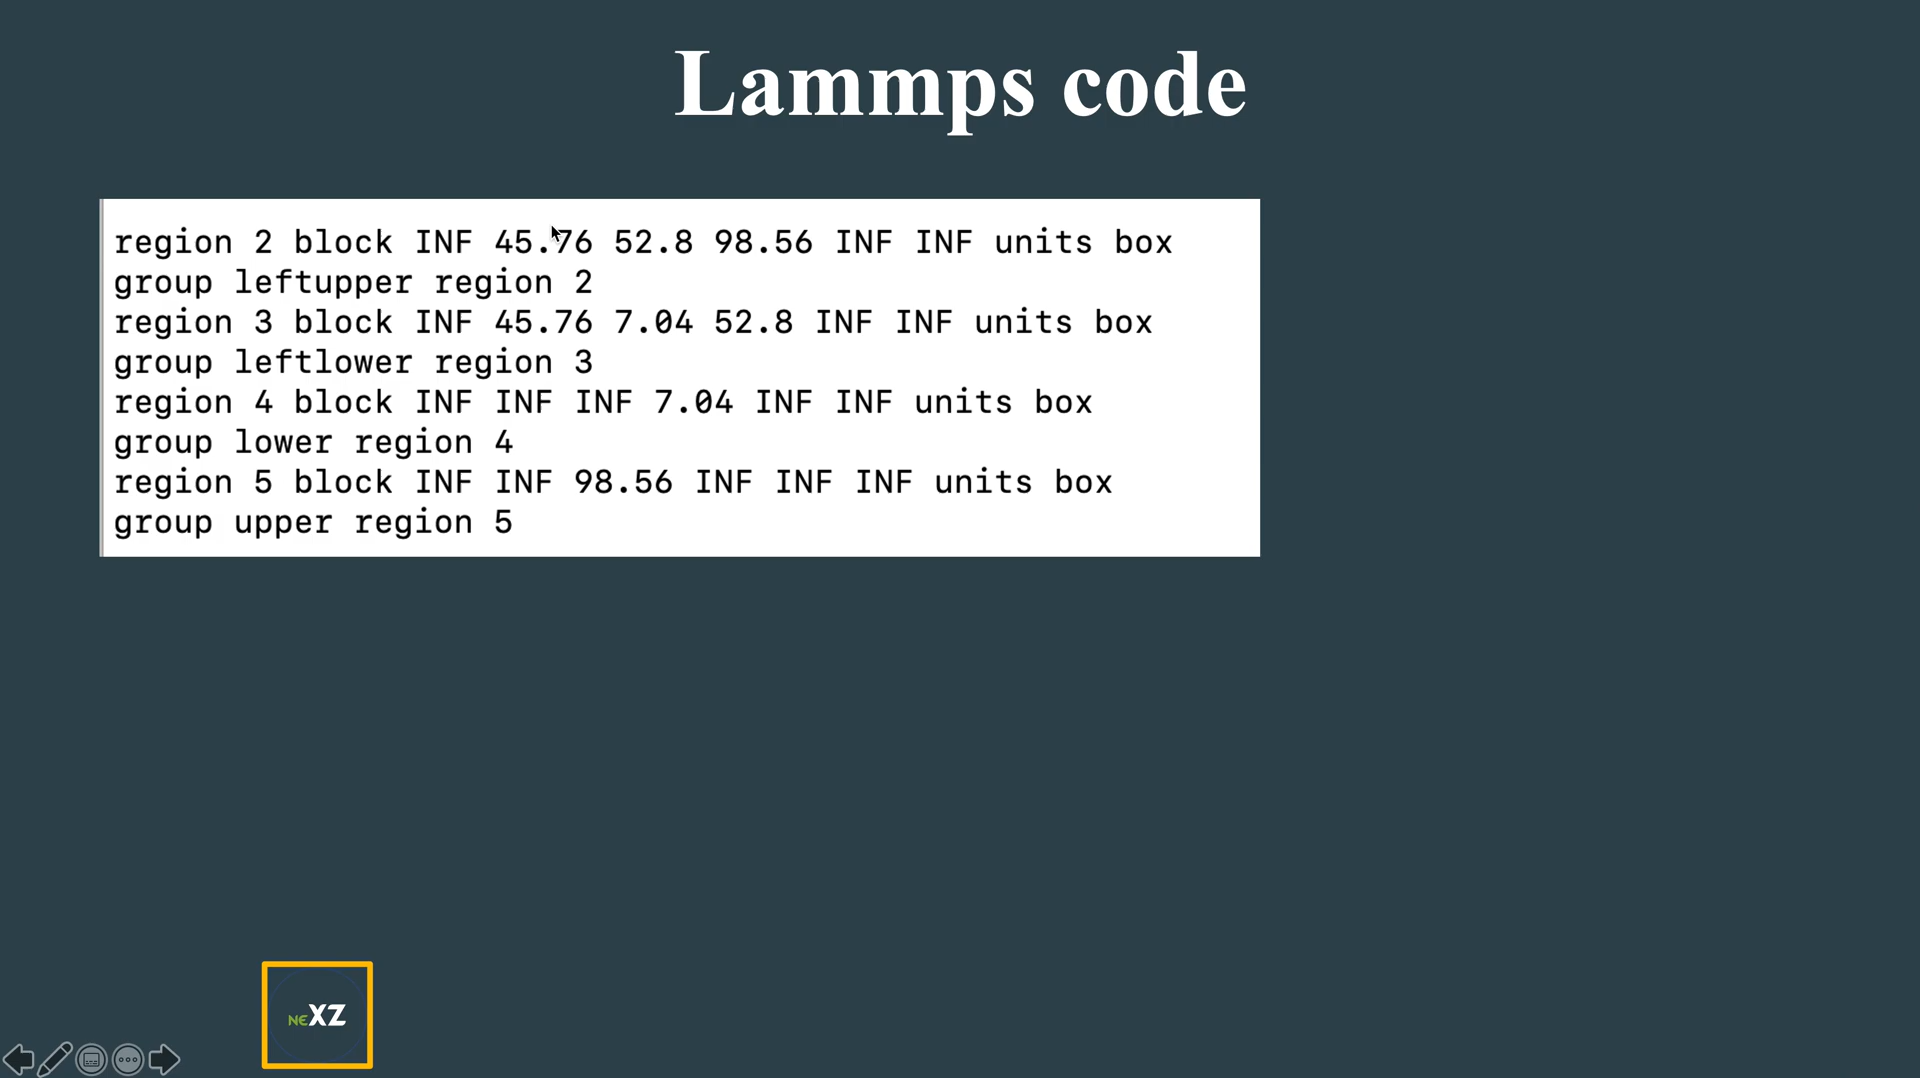 Lammps code
region 2 block INF 45.76 52.8 98.56 INF INF units box
group leftupper region 2
region 3 block INF 45.76 7.04 52.8 INF INF units box
group leftlower region 3
region 4 block INF INF INF 7.04 INF INF units box
group lower region 4
region 5 block INF INF 98.56 INF INF INF units box
group upper region 5
neXZ